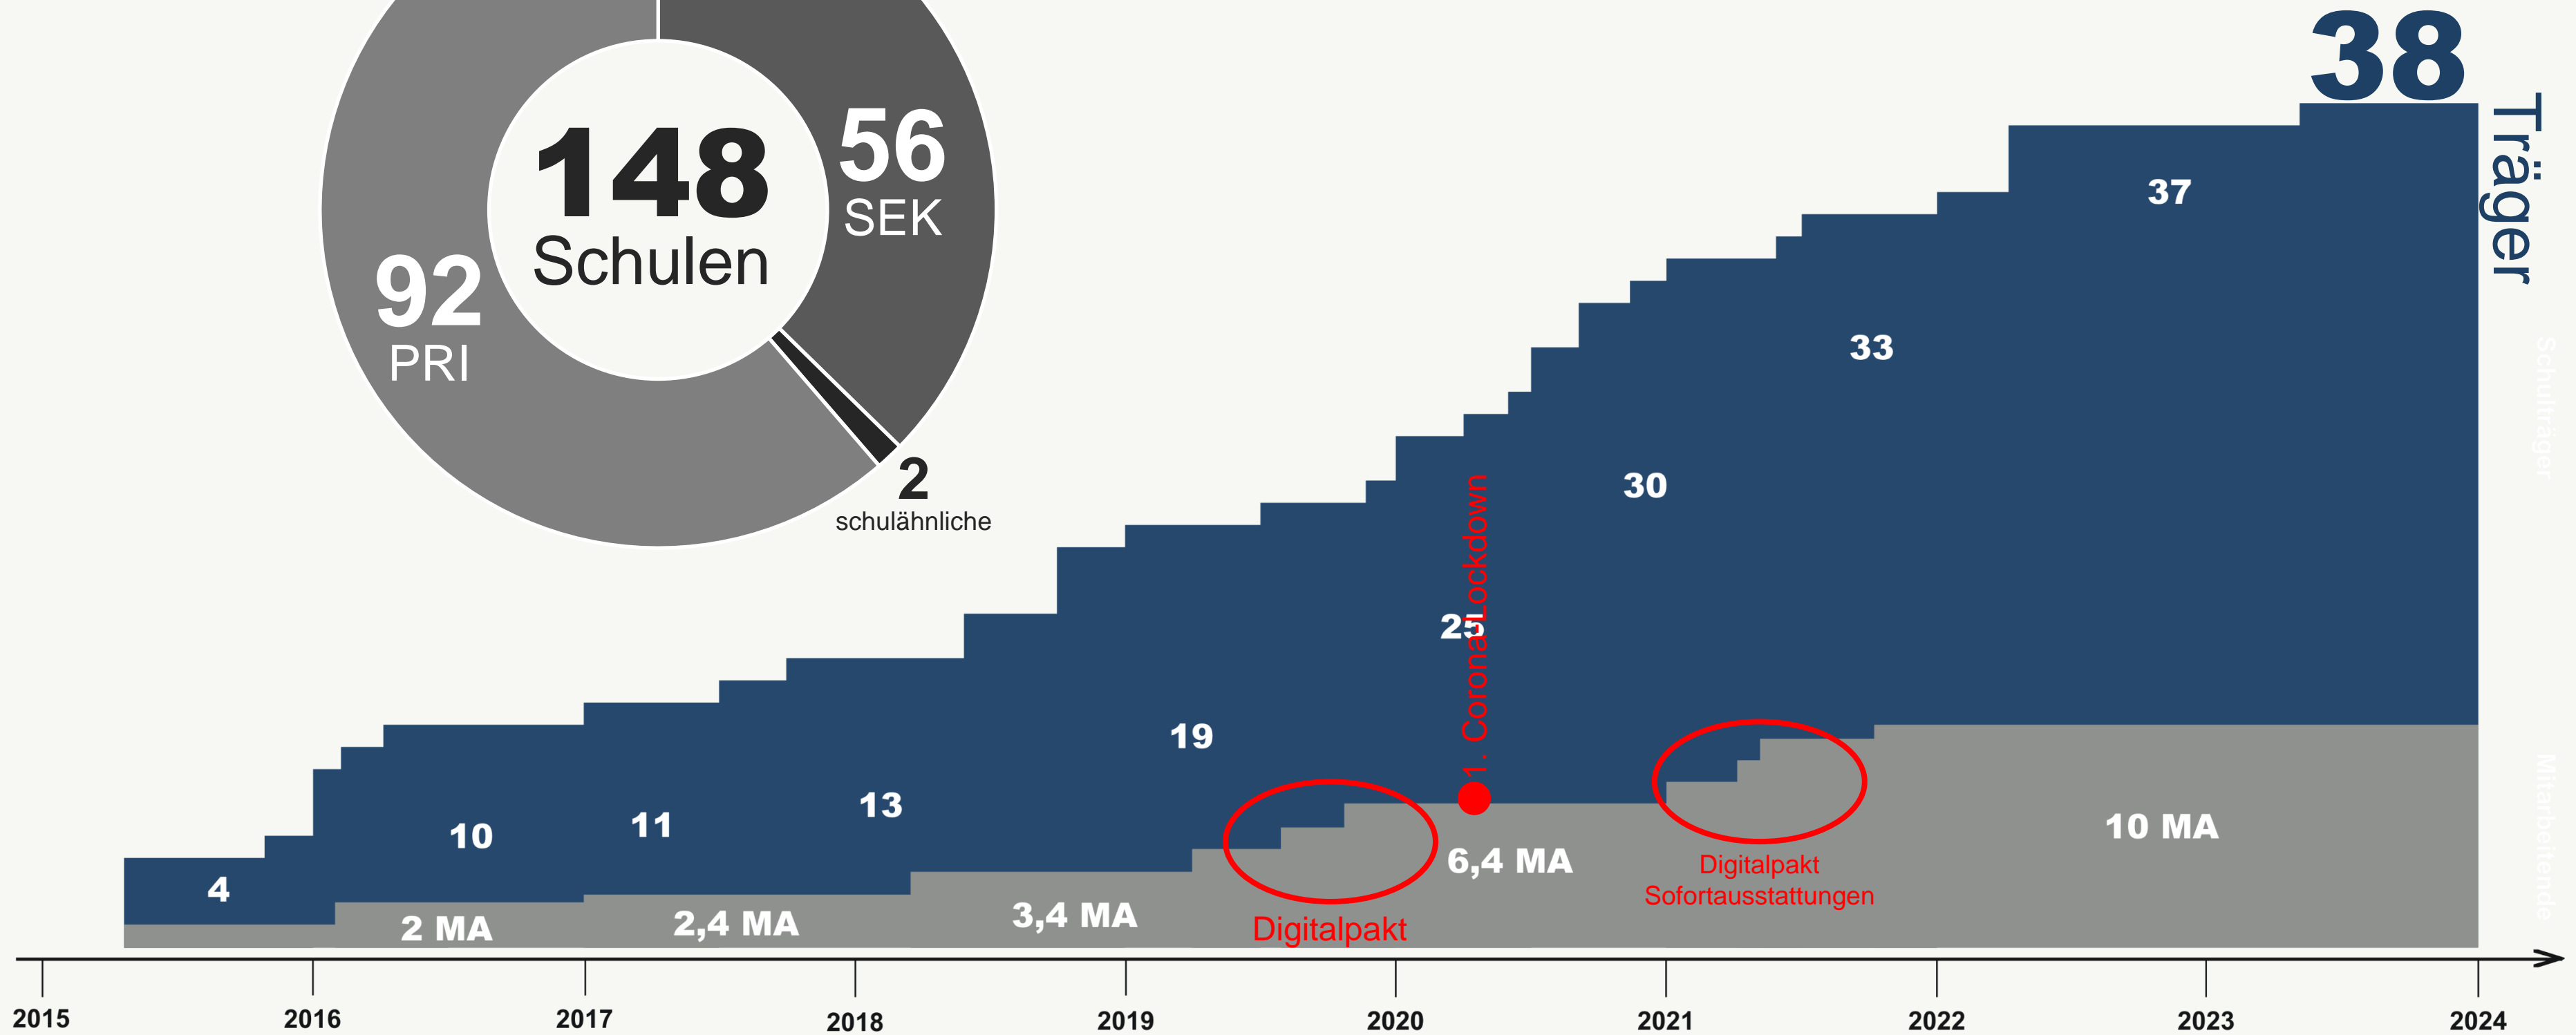 148
Schulen
56
SEK
92
PRI
2
schulähnliche
38
Träger
Schulträger
Mitarbeitende
37
33
30
25
19
13
11
10
4
1. Corona-Lockdown
2 MA
2,4 MA
3,4 MA
6,4 MA
10 MA
Digitalpakt
Digitalpakt
Sofortausstattungen
2015
2016
2017
2018
2019
2020
2021
2022
2023
2024